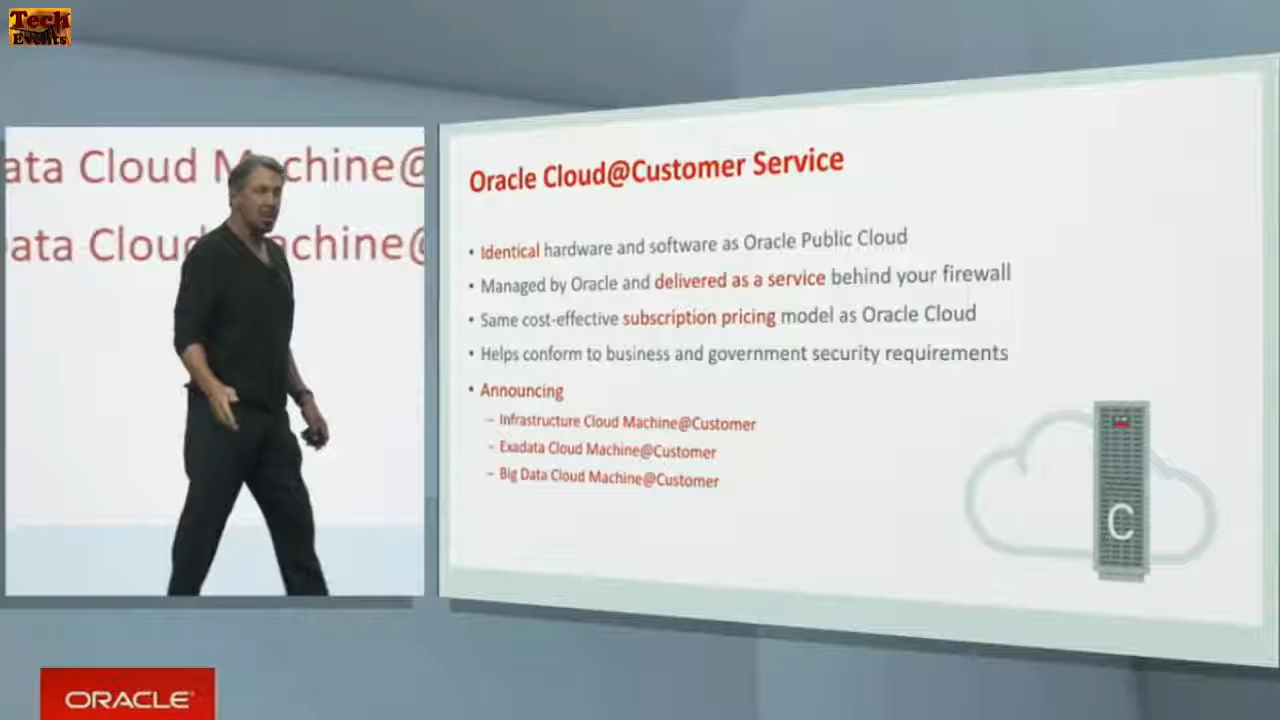 Tech
Events
ata Cloud Machine@
ata Cloud Machine@
Oracle Cloud@Customer Service
• Identical hardware and software as Oracle Public Cloud
• Managed by Oracle and delivered as a service behind your firewall
• Same cost-effective subscription pricing model as Oracle Cloud
• Helps conform to business and government security requirements
• Announcing
– Infrastructure Cloud Machine@Customer
– Exadata Cloud Machine@Customer
– Big Data Cloud Machine@Customer
C
ORACLE®